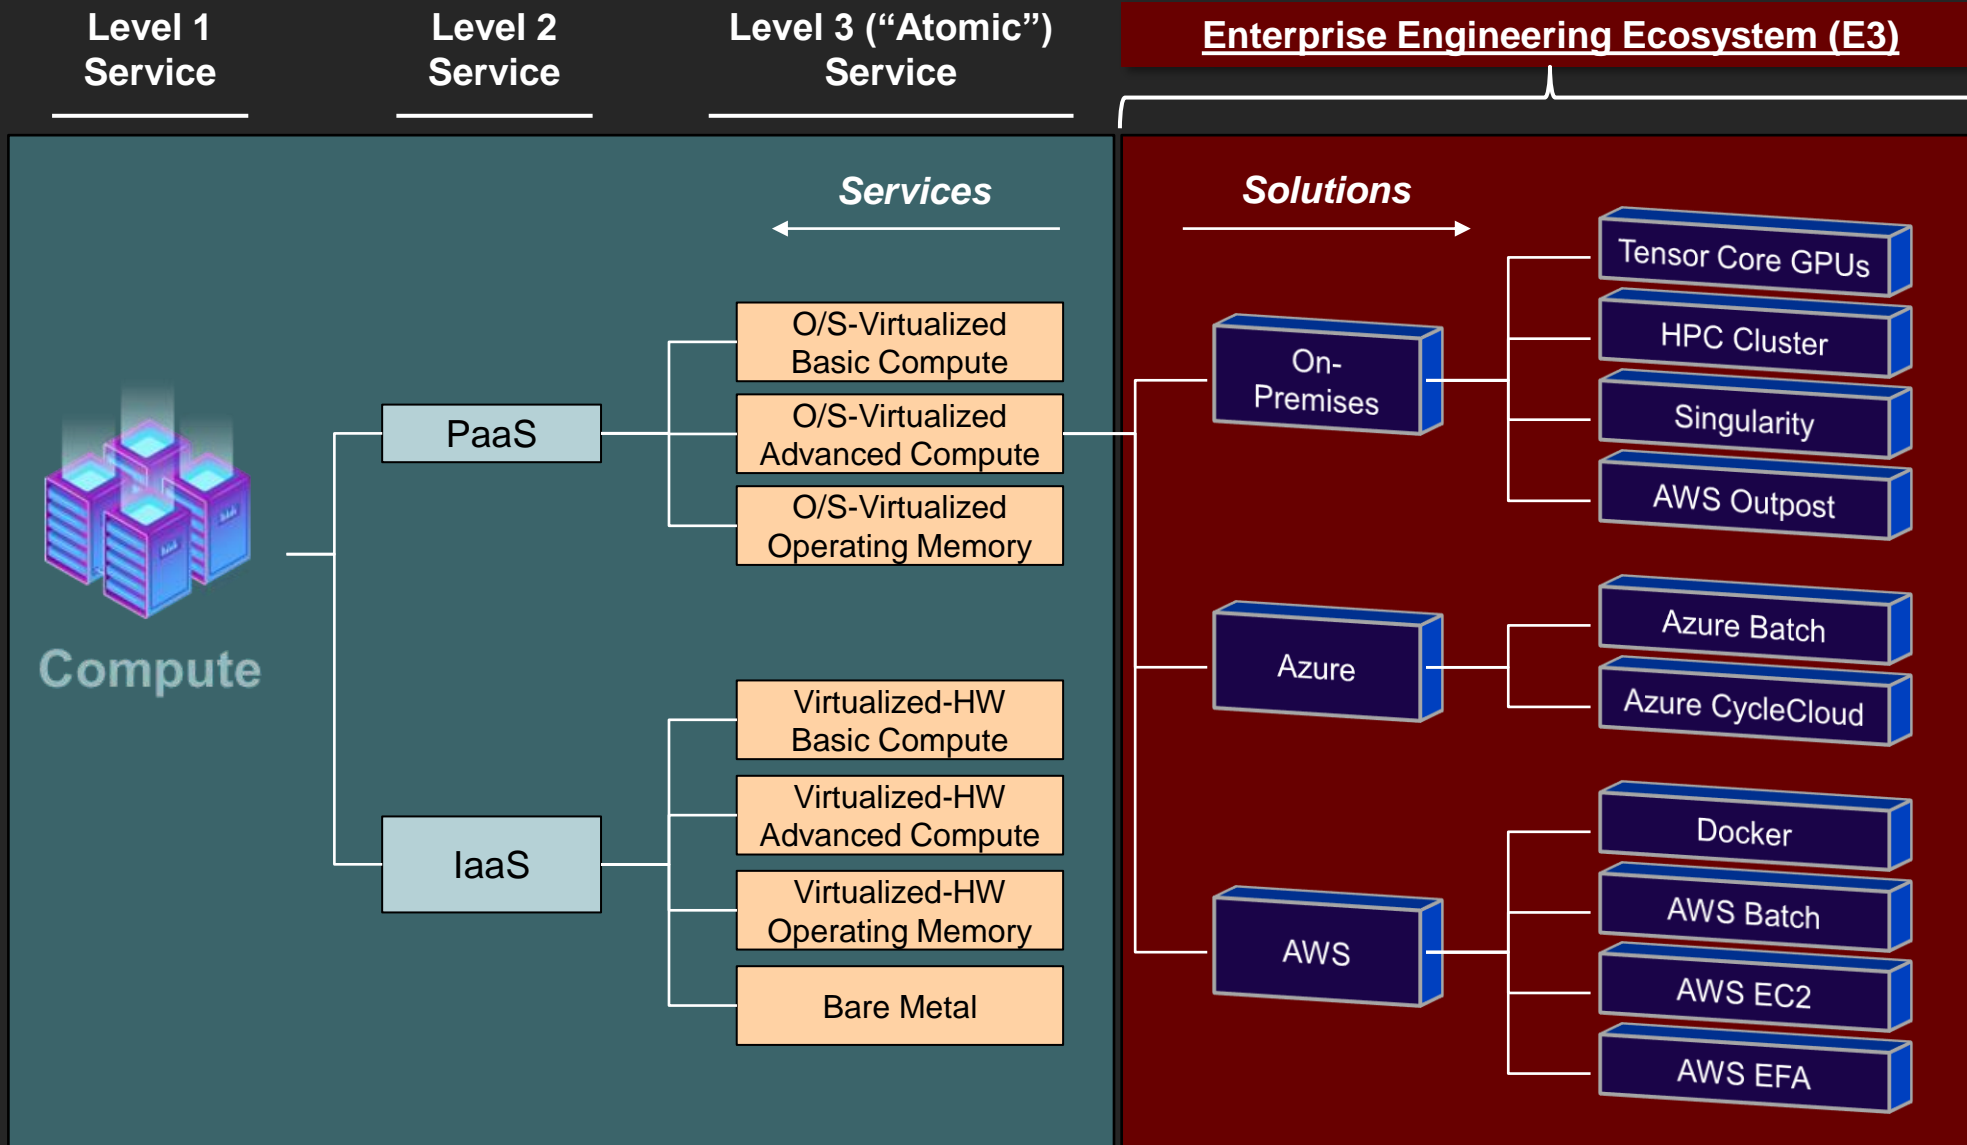 Level 1
Service
Level 2
Service
Level 3 (“Atomic”)
Service
Enterprise Engineering Ecosystem (E3)
Services
Solutions
Compute
PaaS
IaaS
O/S-Virtualized
Basic Compute
O/S-Virtualized
Advanced Compute
O/S-Virtualized
Operating Memory
Virtualized-HW
Basic Compute
Virtualized-HW
Advanced Compute
Virtualized-HW
Operating Memory
Bare Metal
On-
Premises
Tensor Core GPUs
HPC Cluster
Singularity
AWS Outpost
Azure
Azure Batch
Azure CycleCloud
AWS
Docker
AWS Batch
AWS EC2
AWS EFA